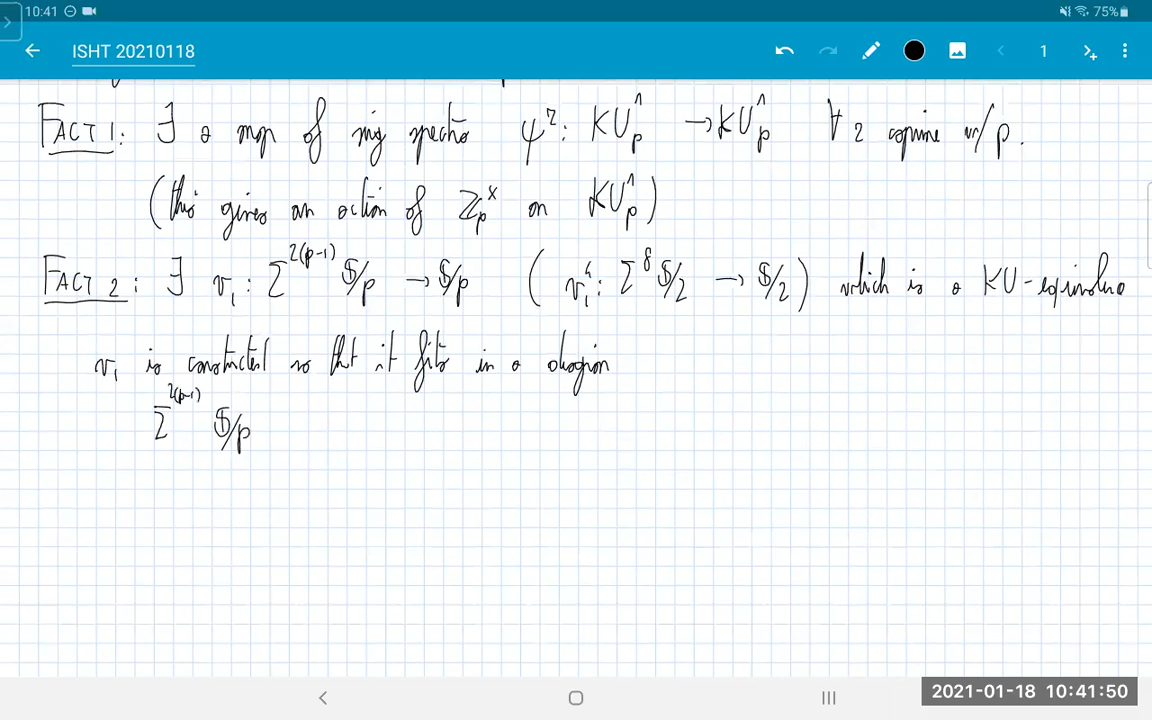 10:41 75%
ISHT 20210118 1
FACT 1: ∃ a map of ring spectra ψ^r: KU_p^∧ → KU_p^∧ ∀ r coprime w/ p.
(this gives an action of ℤ_p^× on KU_p^∧)
FACT 2: ∃ v_1: Σ^{2(p-1)} 𝕊/p → 𝕊/p (v_1^4: Σ^8 𝕊/2 → 𝕊/2) which is a KU-equivalence
v_1 is constructed so that it fits in a diagram
Σ^{2(p-1)} 𝕊/p
2021-01-18 10:41:50